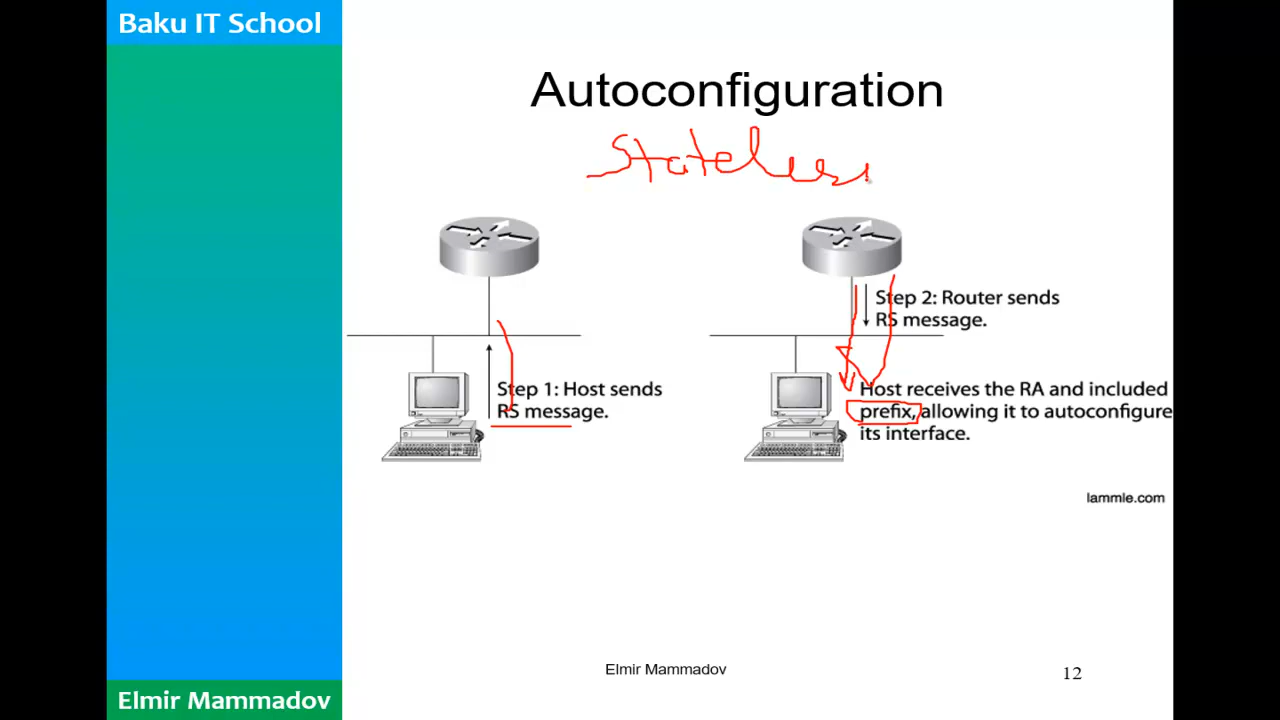 Baku IT School
Autoconfiguration
Stateless
Step 1: Host sends
RS message.
Step 2: Router sends
RS message.
Host receives the RA and included
prefix, allowing it to autoconfigure
its interface.
lammle.com
Elmir Mammadov
12
Elmir Mammadov